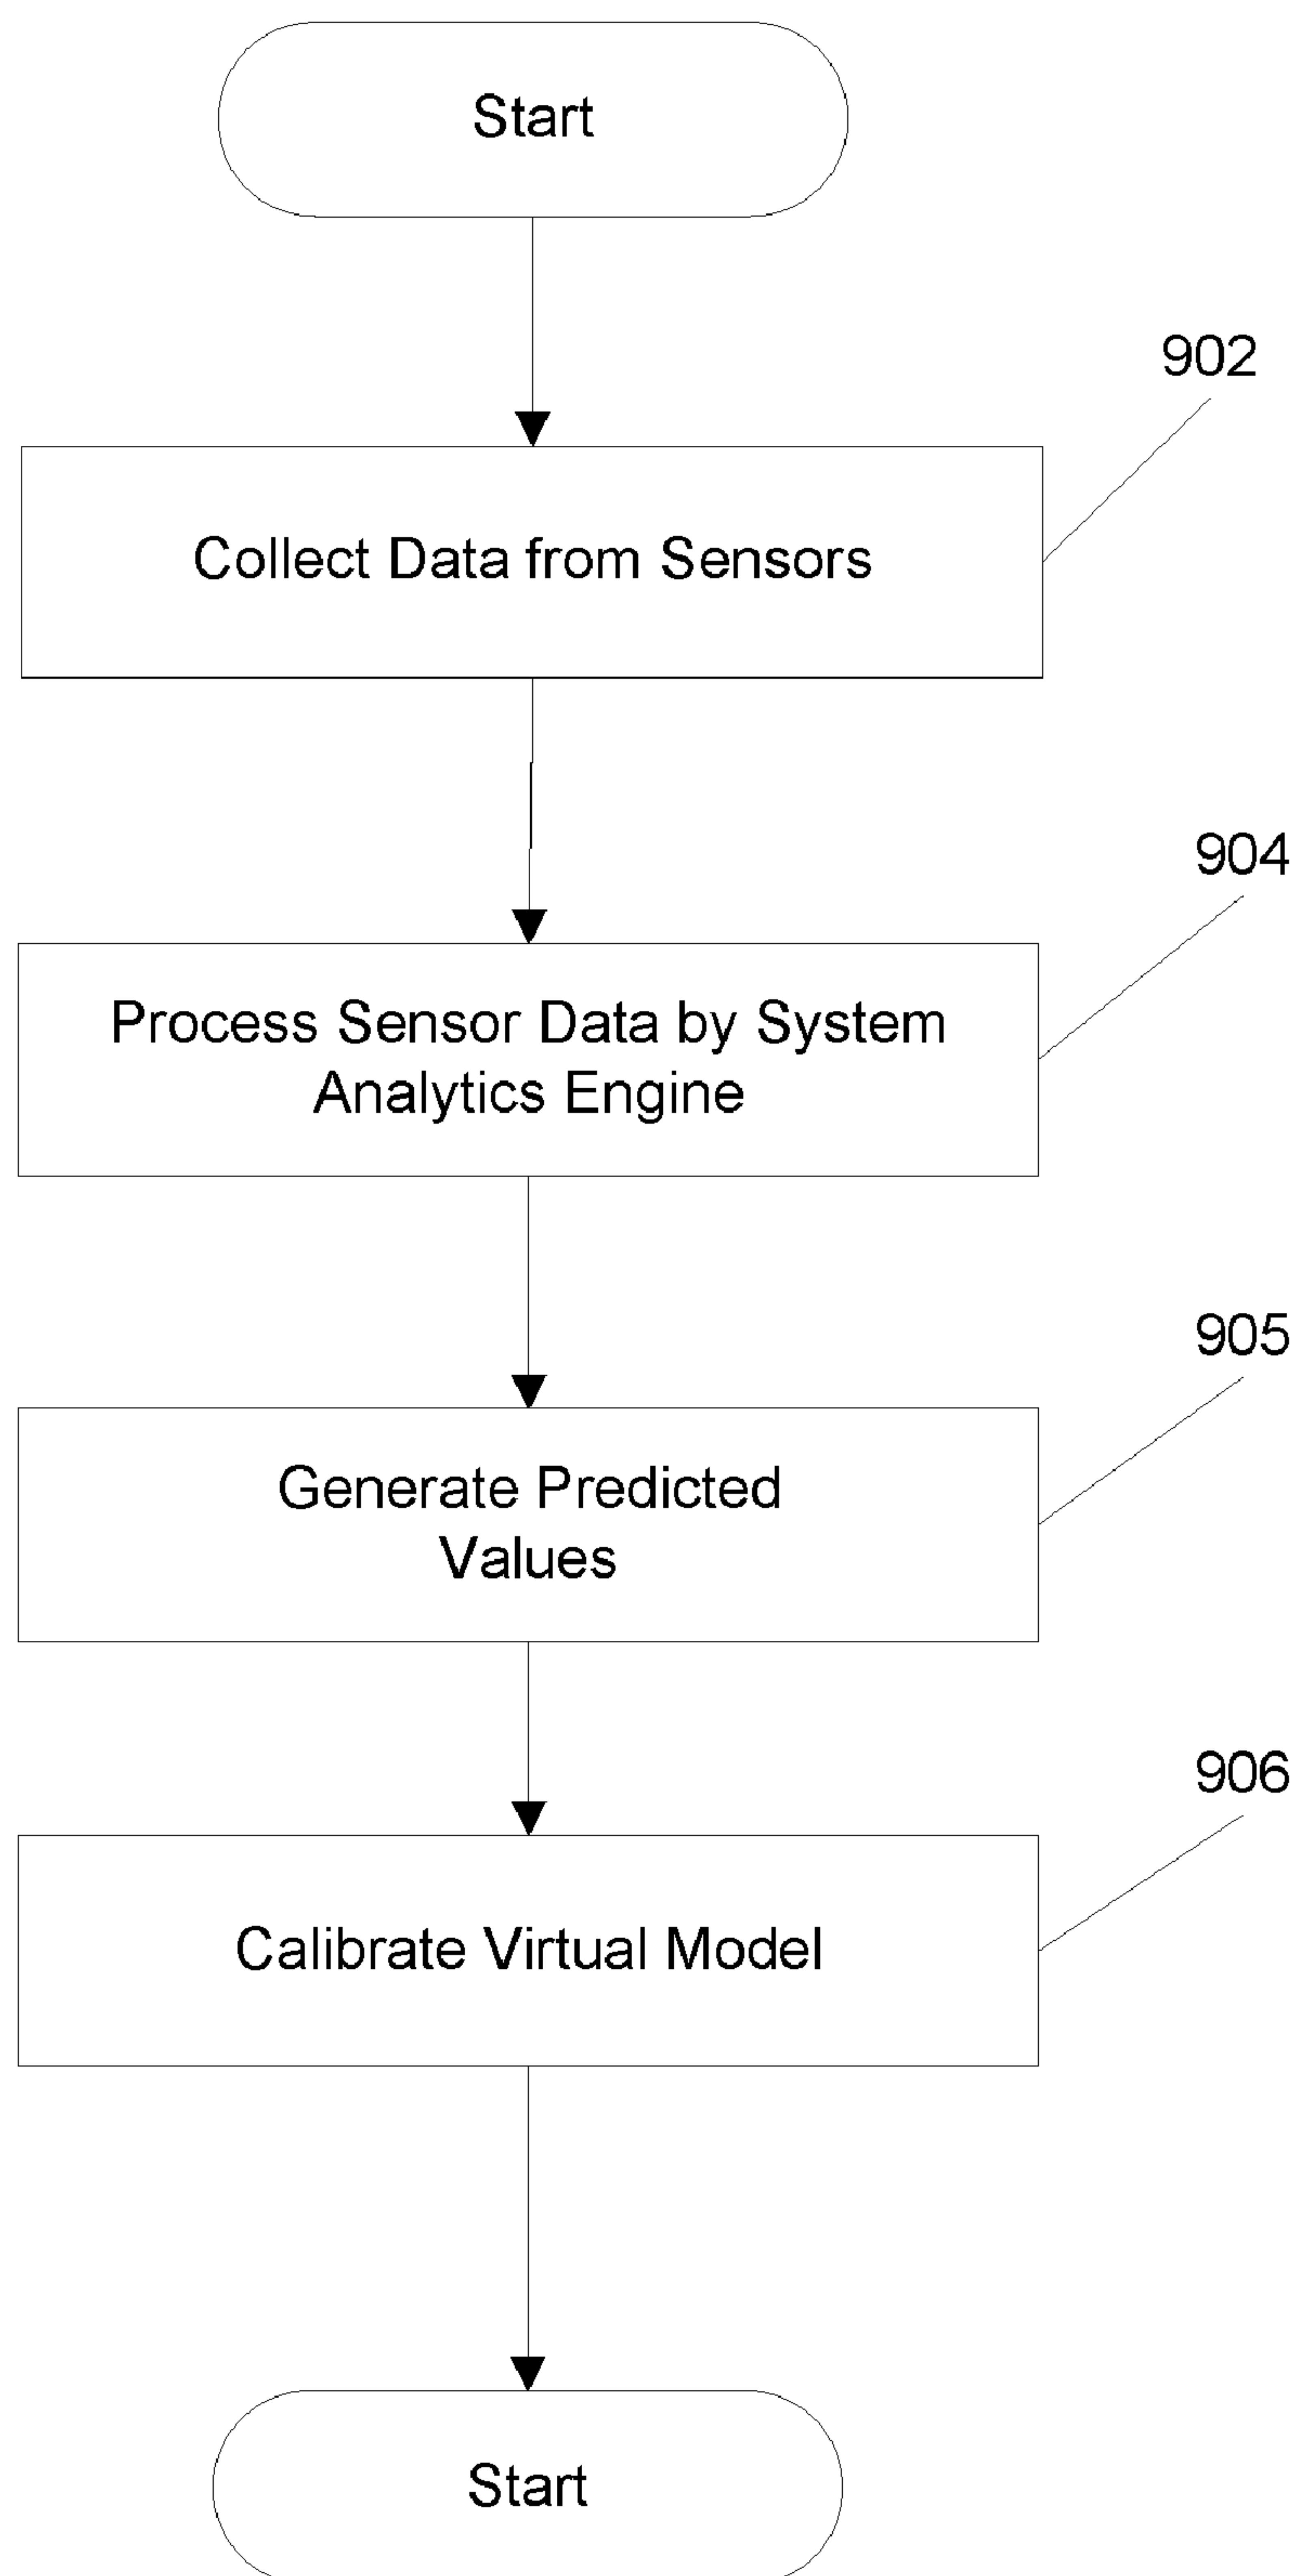 Start
902
Collect Data from Sensors
904
Process Sensor Data by System
Analytics Engine
905
Generate Predicted
Values
906
Calibrate Virtual Model
Start